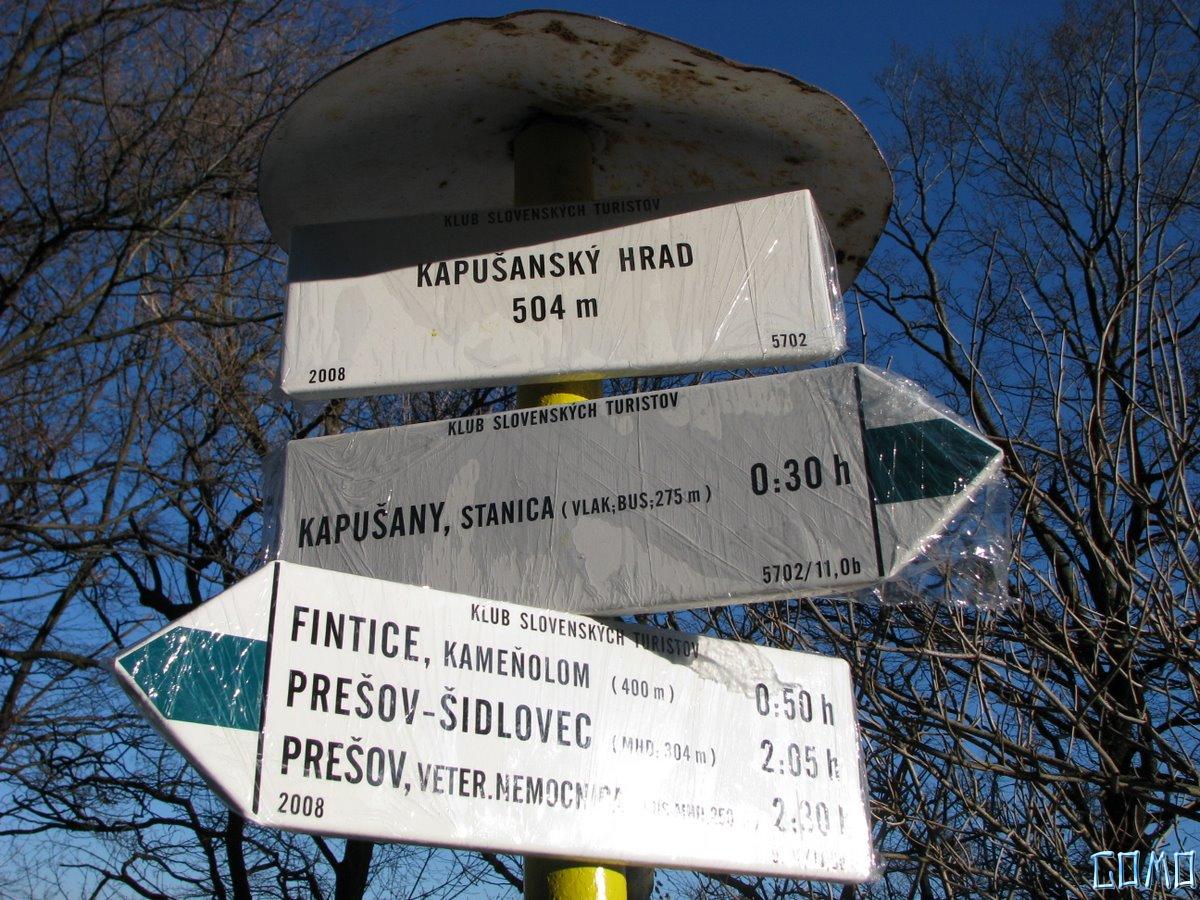 KLUB SLOVENSKÝCH TURISTOV
KAPUŠANSKÝ HRAD
504 m
2008
5702
KLUB SLOVENSKÝCH TURISTOV
KAPUŠANY, STANICA (VLAK;BUS;275 m) 0:30 h
5702/11,0b
KLUB SLOVENSKÝCH TURISTOV
FINTICE, KAMEŇOLOM (400 m) 0:50 h
PREŠOV-ŠIDLOVEC (MHD; 304 m) 2:05 h
PREŠOV, VETER.NEMOCNICA 2:30 h
2008
COMO